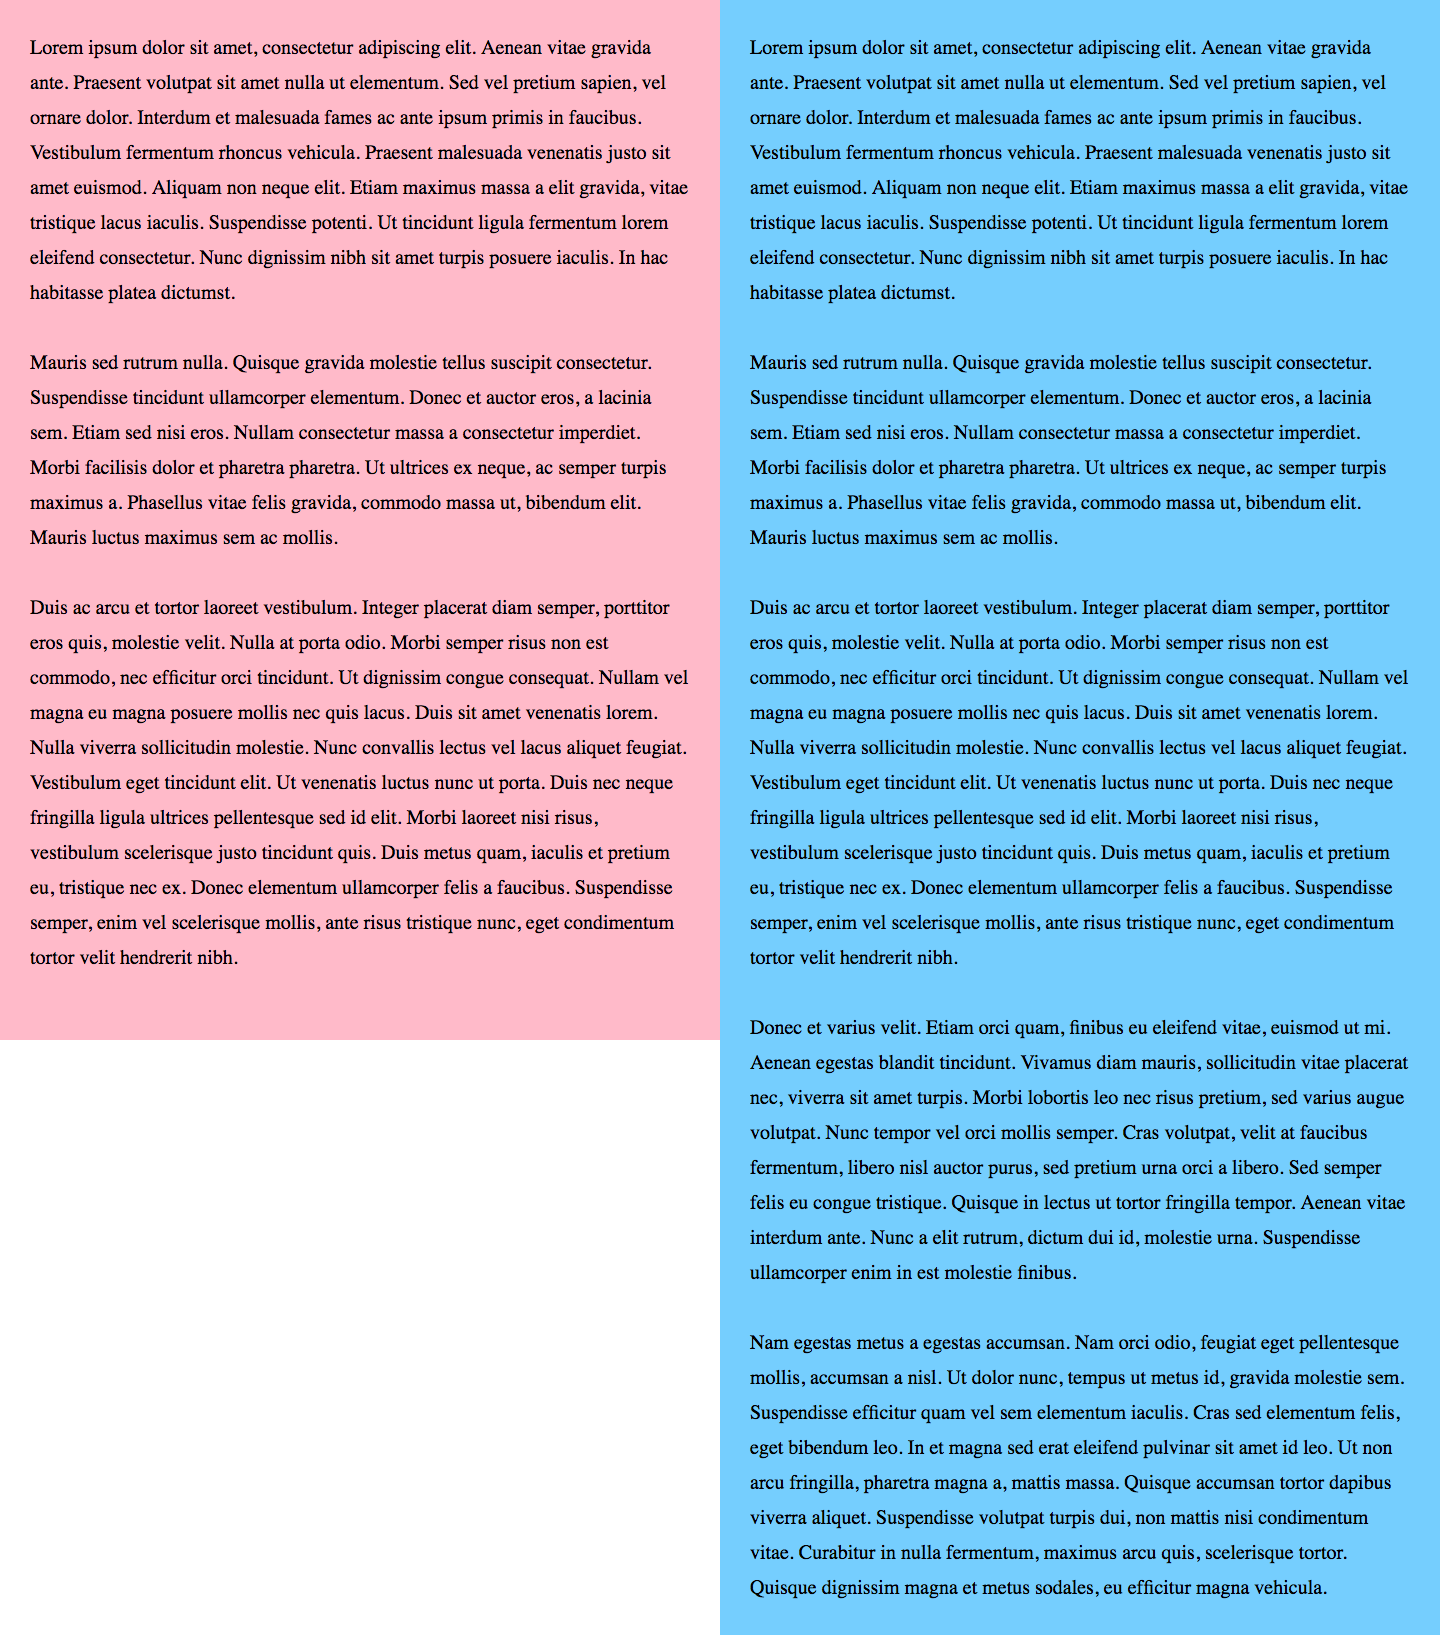 Lorem ipsum dolor sit amet, consectetur adipiscing elit. Aenean vitae gravida
ante. Praesent volutpat sit amet nulla ut elementum. Sed vel pretium sapien, vel
ornare dolor. Interdum et malesuada fames ac ante ipsum primis in faucibus.
Vestibulum fermentum rhoncus vehicula. Praesent malesuada venenatis justo sit
amet euismod. Aliquam non neque elit. Etiam maximus massa a elit gravida, vitae
tristique lacus iaculis. Suspendisse potenti. Ut tincidunt ligula fermentum lorem
eleifend consectetur. Nunc dignissim nibh sit amet turpis posuere iaculis. In hac
habitasse platea dictumst.

Mauris sed rutrum nulla. Quisque gravida molestie tellus suscipit consectetur.
Suspendisse tincidunt ullamcorper elementum. Donec et auctor eros, a lacinia
sem. Etiam sed nisi eros. Nullam consectetur massa a consectetur imperdiet.
Morbi facilisis dolor et pharetra pharetra. Ut ultrices ex neque, ac semper turpis
maximus a. Phasellus vitae felis gravida, commodo massa ut, bibendum elit.
Mauris luctus maximus sem ac mollis.

Duis ac arcu et tortor laoreet vestibulum. Integer placerat diam semper, porttitor
eros quis, molestie velit. Nulla at porta odio. Morbi semper risus non est
commodo, nec efficitur orci tincidunt. Ut dignissim congue consequat. Nullam vel
magna eu magna posuere mollis nec quis lacus. Duis sit amet venenatis lorem.
Nulla viverra sollicitudin molestie. Nunc convallis lectus vel lacus aliquet feugiat.
Vestibulum eget tincidunt elit. Ut venenatis luctus nunc ut porta. Duis nec neque
fringilla ligula ultrices pellentesque sed id elit. Morbi laoreet nisi risus,
vestibulum scelerisque justo tincidunt quis. Duis metus quam, iaculis et pretium
eu, tristique nec ex. Donec elementum ullamcorper felis a faucibus. Suspendisse
semper, enim vel scelerisque mollis, ante risus tristique nunc, eget condimentum
tortor velit hendrerit nibh.

Lorem ipsum dolor sit amet, consectetur adipiscing elit. Aenean vitae gravida
ante. Praesent volutpat sit amet nulla ut elementum. Sed vel pretium sapien, vel
ornare dolor. Interdum et malesuada fames ac ante ipsum primis in faucibus.
Vestibulum fermentum rhoncus vehicula. Praesent malesuada venenatis justo sit
amet euismod. Aliquam non neque elit. Etiam maximus massa a elit gravida, vitae
tristique lacus iaculis. Suspendisse potenti. Ut tincidunt ligula fermentum lorem
eleifend consectetur. Nunc dignissim nibh sit amet turpis posuere iaculis. In hac
habitasse platea dictumst.

Mauris sed rutrum nulla. Quisque gravida molestie tellus suscipit consectetur.
Suspendisse tincidunt ullamcorper elementum. Donec et auctor eros, a lacinia
sem. Etiam sed nisi eros. Nullam consectetur massa a consectetur imperdiet.
Morbi facilisis dolor et pharetra pharetra. Ut ultrices ex neque, ac semper turpis
maximus a. Phasellus vitae felis gravida, commodo massa ut, bibendum elit.
Mauris luctus maximus sem ac mollis.

Duis ac arcu et tortor laoreet vestibulum. Integer placerat diam semper, porttitor
eros quis, molestie velit. Nulla at porta odio. Morbi semper risus non est
commodo, nec efficitur orci tincidunt. Ut dignissim congue consequat. Nullam vel
magna eu magna posuere mollis nec quis lacus. Duis sit amet venenatis lorem.
Nulla viverra sollicitudin molestie. Nunc convallis lectus vel lacus aliquet feugiat.
Vestibulum eget tincidunt elit. Ut venenatis luctus nunc ut porta. Duis nec neque
fringilla ligula ultrices pellentesque sed id elit. Morbi laoreet nisi risus,
vestibulum scelerisque justo tincidunt quis. Duis metus quam, iaculis et pretium
eu, tristique nec ex. Donec elementum ullamcorper felis a faucibus. Suspendisse
semper, enim vel scelerisque mollis, ante risus tristique nunc, eget condimentum
tortor velit hendrerit nibh.

Donec et varius velit. Etiam orci quam, finibus eu eleifend vitae, euismod ut mi.
Aenean egestas blandit tincidunt. Vivamus diam mauris, sollicitudin vitae placerat
nec, viverra sit amet turpis. Morbi lobortis leo nec risus pretium, sed varius augue
volutpat. Nunc tempor vel orci mollis semper. Cras volutpat, velit at faucibus
fermentum, libero nisl auctor purus, sed pretium urna orci a libero. Sed semper
felis eu congue tristique. Quisque in lectus ut tortor fringilla tempor. Aenean vitae
interdum ante. Nunc a elit rutrum, dictum dui id, molestie urna. Suspendisse
ullamcorper enim in est molestie finibus.

Nam egestas metus a egestas accumsan. Nam orci odio, feugiat eget pellentesque
mollis, accumsan a nisl. Ut dolor nunc, tempus ut metus id, gravida molestie sem.
Suspendisse efficitur quam vel sem elementum iaculis. Cras sed elementum felis,
eget bibendum leo. In et magna sed erat eleifend pulvinar sit amet id leo. Ut non
arcu fringilla, pharetra magna a, mattis massa. Quisque accumsan tortor dapibus
viverra aliquet. Suspendisse volutpat turpis dui, non mattis nisi condimentum
vitae. Curabitur in nulla fermentum, maximus arcu quis, scelerisque tortor.
Quisque dignissim magna et metus sodales, eu efficitur magna vehicula.